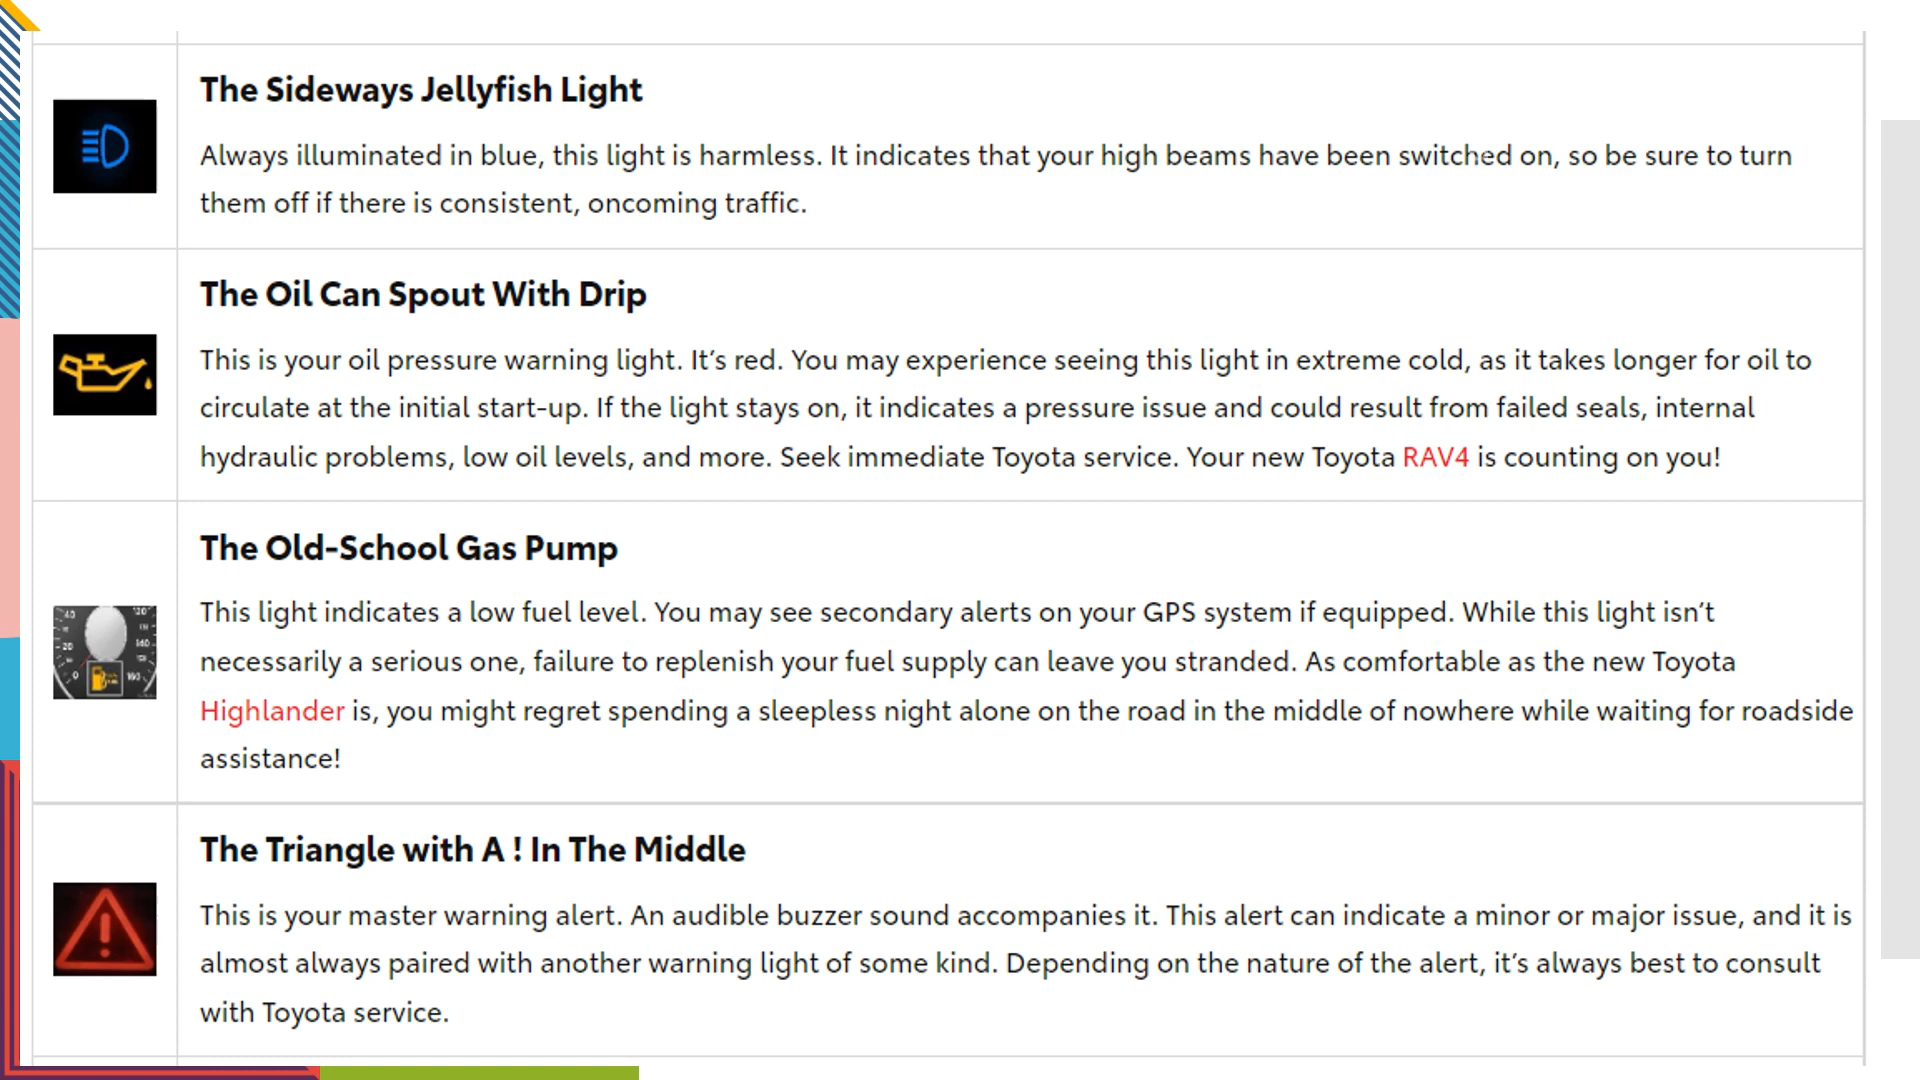 The Sideways Jellyfish Light
Always illuminated in blue, this light is harmless. It indicates that your high beams have been switched on, so be sure to turn
them off if there is consistent, oncoming traffic.
The Oil Can Spout With Drip
This is your oil pressure warning light. It’s red. You may experience seeing this light in extreme cold, as it takes longer for oil to
circulate at the initial start-up. If the light stays on, it indicates a pressure issue and could result from failed seals, internal
hydraulic problems, low oil levels, and more. Seek immediate Toyota service. Your new Toyota RAV4 is counting on you!
The Old-School Gas Pump
This light indicates a low fuel level. You may see secondary alerts on your GPS system if equipped. While this light isn’t
necessarily a serious one, failure to replenish your fuel supply can leave you stranded. As comfortable as the new Toyota
Highlander is, you might regret spending a sleepless night alone on the road in the middle of nowhere while waiting for roadside
assistance!
The Triangle with A ! In The Middle
This is your master warning alert. An audible buzzer sound accompanies it. This alert can indicate a minor or major issue, and it is
almost always paired with another warning light of some kind. Depending on the nature of the alert, it’s always best to consult
with Toyota service.